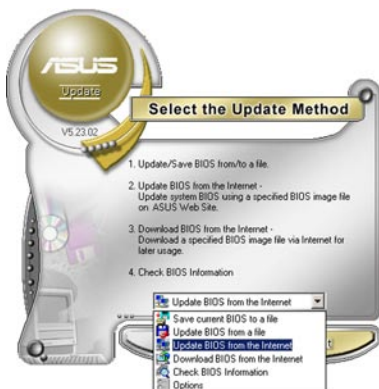 ASUS
Update
V5.23.02
Select the Update Method
1. Update/Save BIOS from/to a file.
2. Update BIOS from the Internet -
Update system BIOS using a specified BIOS image file
on ASUS Web Site.
3. Download BIOS from the Internet -
Download a specified BIOS image file via Internet for
later usage.
4. Check BIOS Information
Update BIOS from the Internet
Save current BIOS to a file
Update BIOS from a file
Update BIOS from the Internet
Download BIOS from the Internet
Check BIOS Information
Options